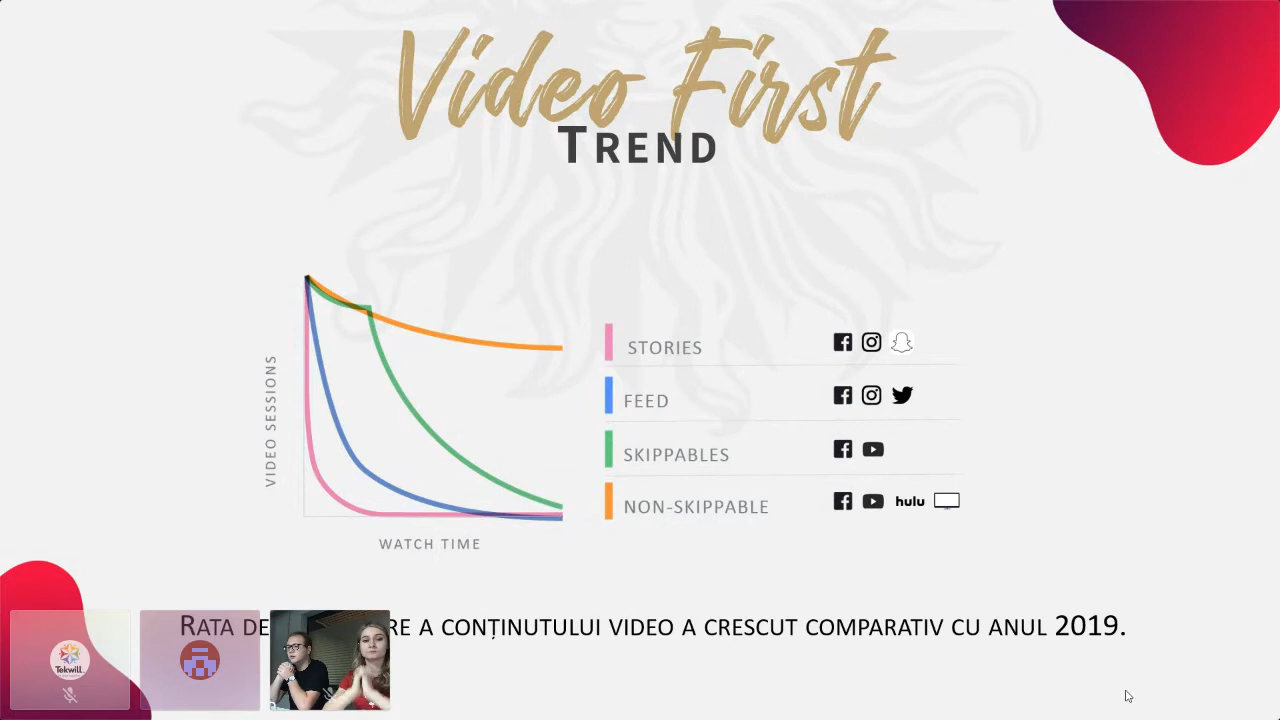 Video First
TREND
VIDEO SESSIONS
WATCH TIME
STORIES
FEED
SKIPPABLES
NON-SKIPPABLE
hulu
RATA DE RE A CONȚINUTULUI VIDEO A CRESCUT COMPARATIV CU ANUL 2019.
Tekwill